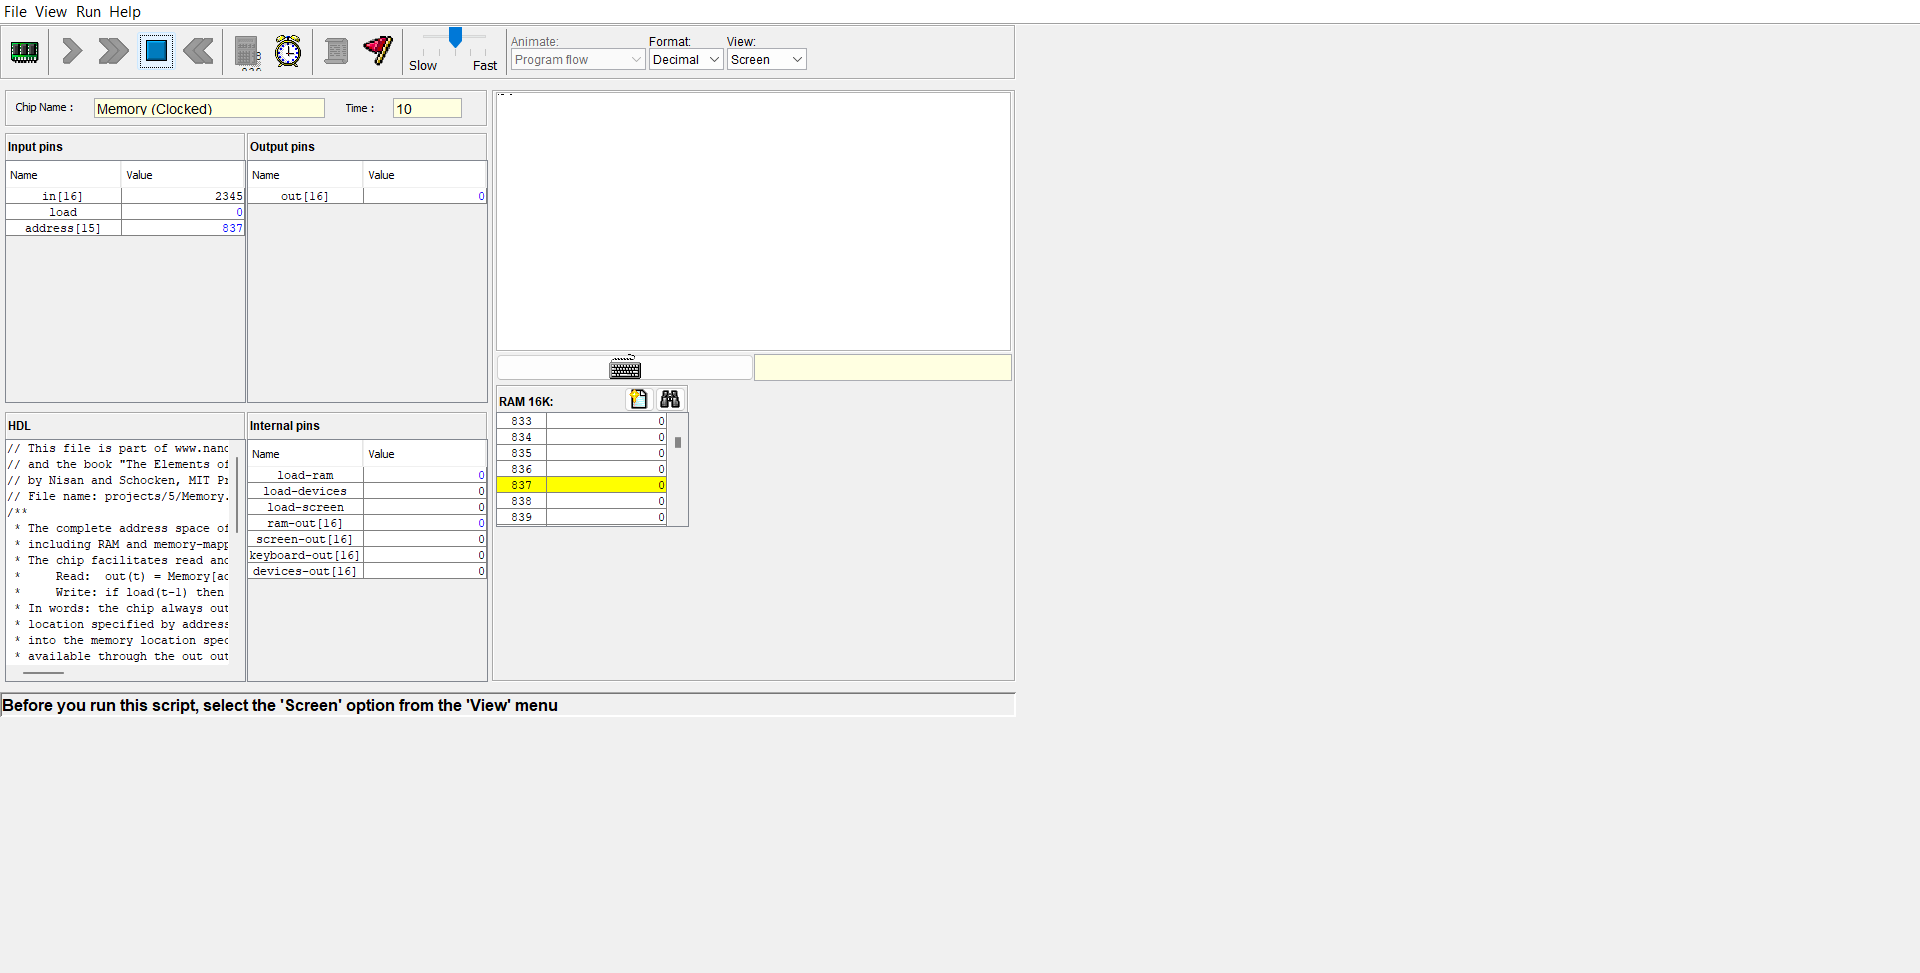 File View Run Help
Animate: Format: View:
Program flow Decimal Screen
Slow Fast
Chip Name : Memory (Clocked) Time : 10
Input pins
Name Value
in[16] 2345
load 0
address[15] 837
Output pins
Name Value
out[16] 0
HDL
// This file is part of www.nand
// and the book "The Elements of
// by Nisan and Schocken, MIT Pr
// File name: projects/5/Memory.
/**
* The complete address space of
* including RAM and memory-mapp
* The chip facilitates read and
* Read: out(t) = Memory[ad
* Write: if load(t-1) then
* In words: the chip always out
* location specified by address
* into the memory location spec
* available through the out out
Internal pins
Name Value
load-ram 0
load-devices 0
load-screen 0
ram-out[16] 0
screen-out[16] 0
keyboard-out[16] 0
devices-out[16] 0
RAM 16K:
833 0
834 0
835 0
836 0
837 0
838 0
839 0
Before you run this script, select the 'Screen' option from the 'View' menu